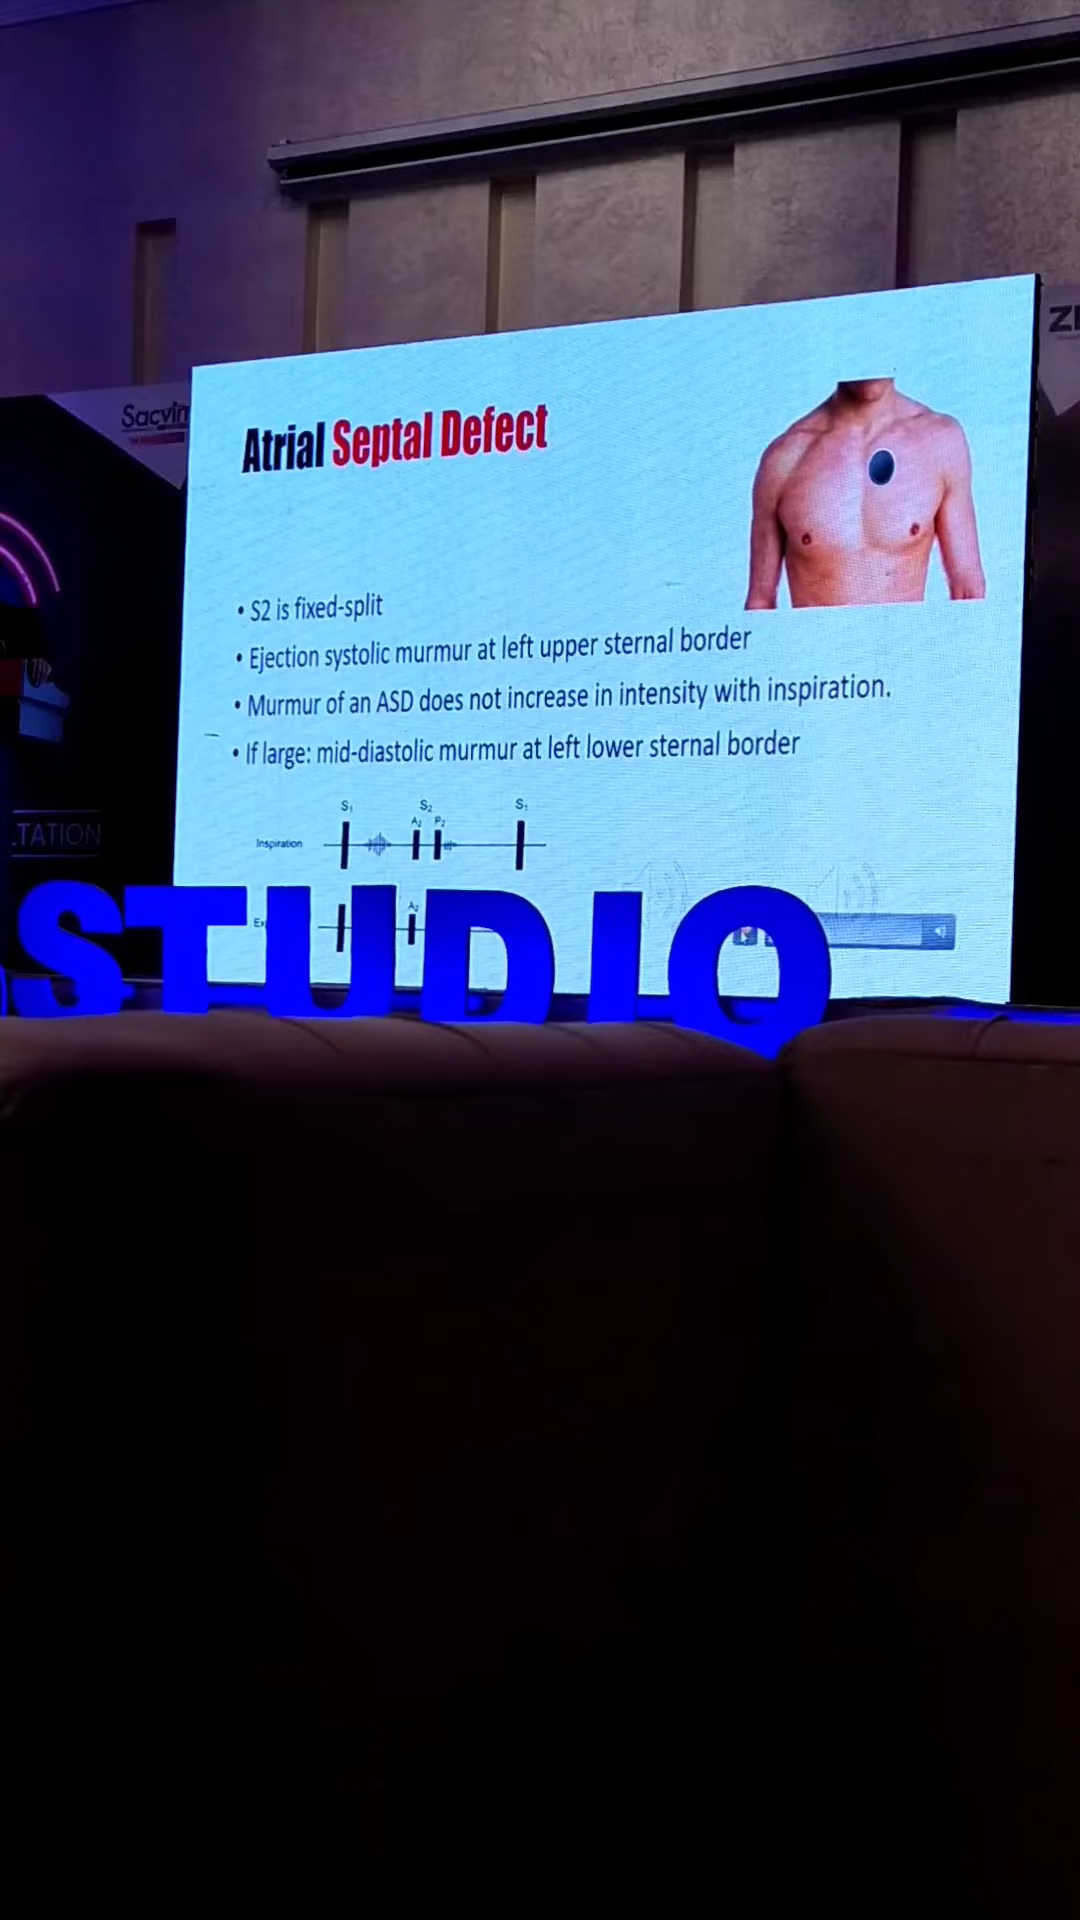 ZI
Sacvin
Atrial Septal Defect
• S2 is fixed-split
• Ejection systolic murmur at left upper sternal border
• Murmur of an ASD does not increase in intensity with inspiration.
• If large: mid-diastolic murmur at left lower sternal border
S₁ S₂ S₁
A₂ P₂
Inspiration
TATION
Ex
A₂
STUDIO